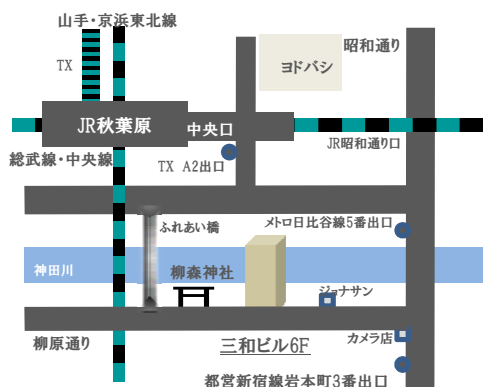 山手・京浜東北線
昭和通り
TX
ヨドバシ
JR秋葉原
中央口
JR昭和通り口
総武線・中央線
TX A2出口
ふれあい橋
メトロ日比谷線5番出口
神田川
柳森神社
ジョナサン
柳原通り
三和ビル6F
カメラ店
都営新宿線岩本町3番出口